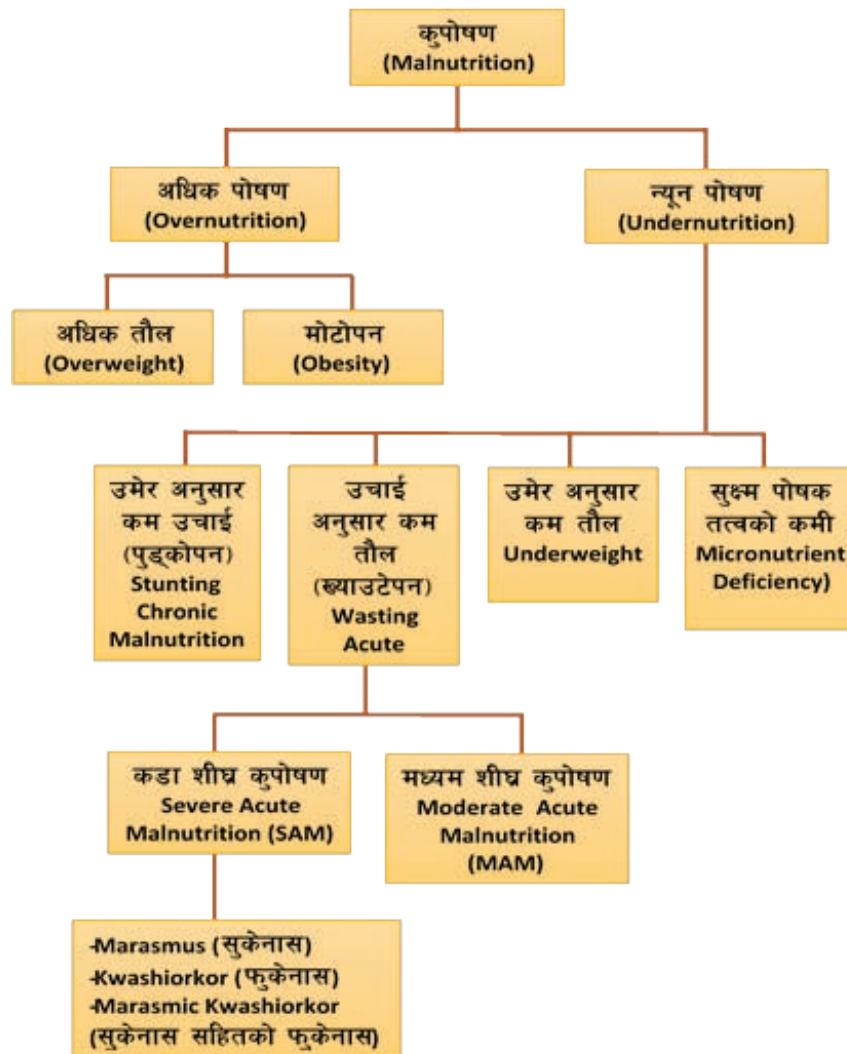 कुपोषण
(Malnutrition)
अधिक पोषण
(Overnutrition)
न्यून पोषण
(Undernutrition)
अधिक तौल
(Overweight)
मोटोपन
(Obesity)
उमेर अनुसार
कम उचाई
(पुड्कोपन)
Stunting
Chronic
Malnutrition
उचाई
अनुसार कम
तौल
(ख्याउटेपन)
Wasting
Acute
उमेर अनुसार
कम तौल
Underweight
सुक्ष्म पोषक
तत्वको कमी
Micronutrient
Deficiency)
कडा शीघ्र कुपोषण
Severe Acute
Malnutrition (SAM)
मध्यम शीघ्र कुपोषण
Moderate Acute
Malnutrition
(MAM)
-Marasmus (सुकेनास)
-Kwashiorkor (फुकेनास)
-Marasmic Kwashiorkor
(सुकेनास सहितको फुकेनास)